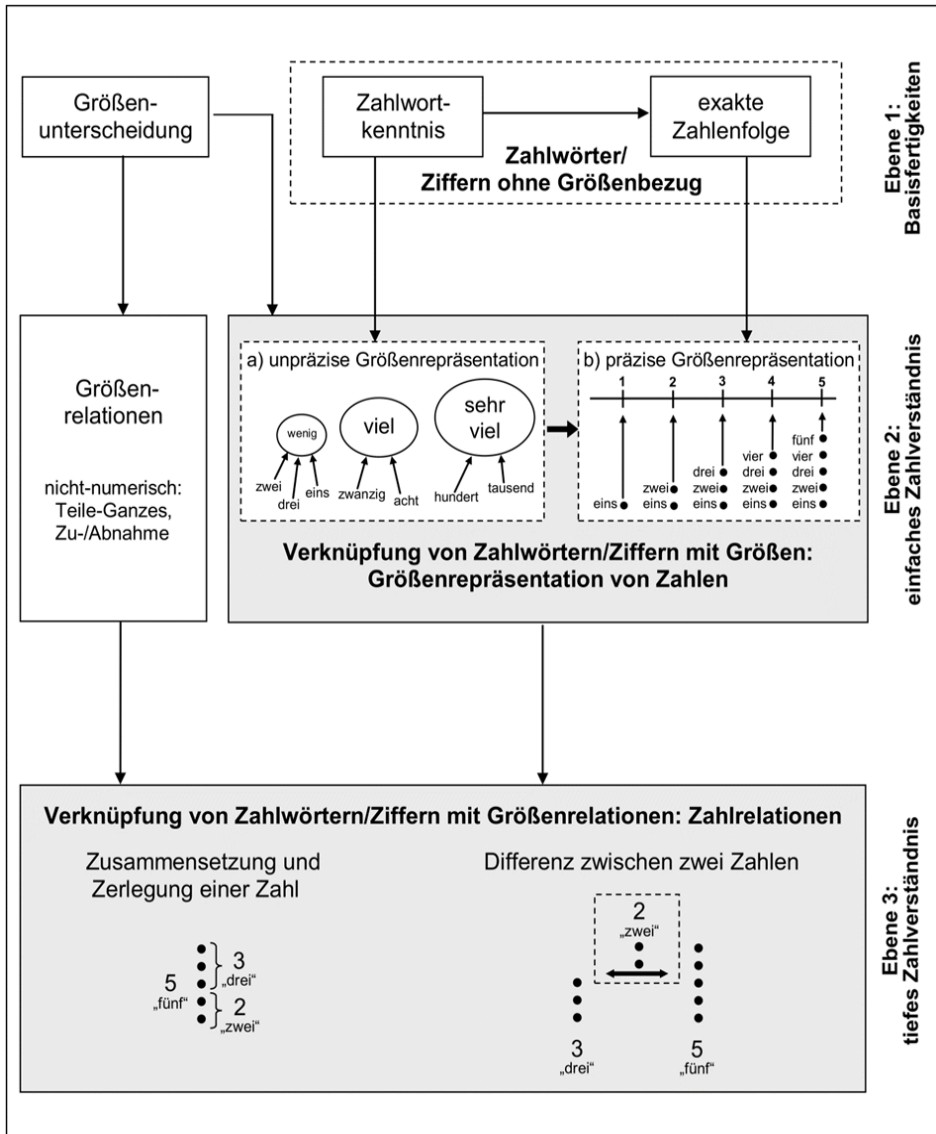 Größen-
unterscheidung
Zahlwort-
kenntnis
exakte
Zahlenfolge
Zahlwörter/
Ziffern ohne Größenbezug
Ebene 1:
Basisfertigkeiten
Größen-
relationen
nicht-numerisch:
Teile-Ganzes,
Zu-/Abnahme
a) unpräzise Größenrepräsentation
wenig
viel
sehr
viel
zwei
drei
eins
zwanzig
acht
hundert
tausend
b) präzise Größenrepräsentation
1 2 3 4 5
fünf
vier vier
drei drei drei
zwei zwei zwei zwei
eins eins eins eins eins
Verknüpfung von Zahlwörtern/Ziffern mit Größen:
Größenrepräsentation von Zahlen
Ebene 2:
einfaches Zahlverständnis
Verknüpfung von Zahlwörtern/Ziffern mit Größenrelationen: Zahlrelationen
Zusammensetzung und
Zerlegung einer Zahl
5
„fünf“
3
„drei“
2
„zwei“
Differenz zwischen zwei Zahlen
2
„zwei“
3
„drei“
5
„fünf“
Ebene 3:
tiefes Zahlverständnis